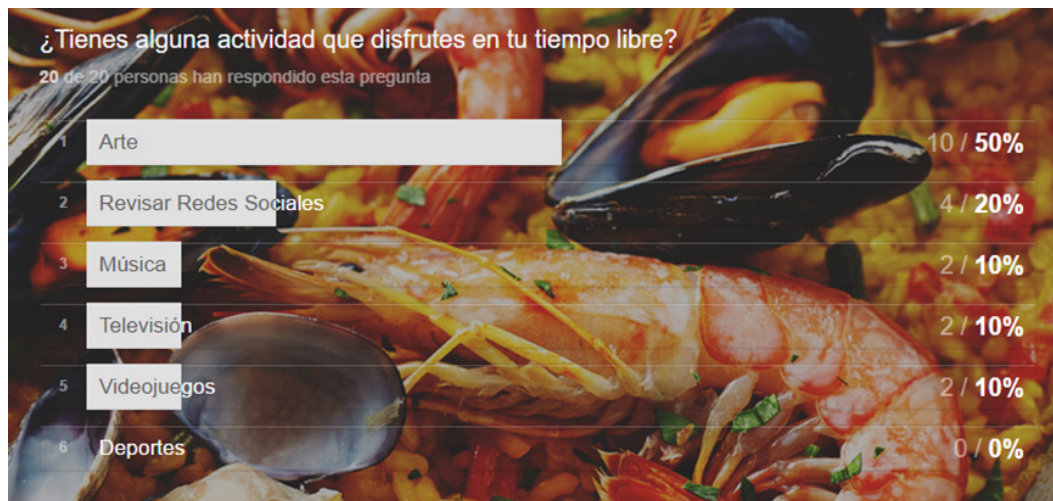 ¿Tienes alguna actividad que disfrutes en tu tiempo libre?
20 de 20 personas han respondido esta pregunta
1 Arte 10 / 50%
2 Revisar Redes Sociales 4 / 20%
3 Música 2 / 10%
4 Televisión 2 / 10%
5 Videojuegos 2 / 10%
6 Deportes 0 / 0%